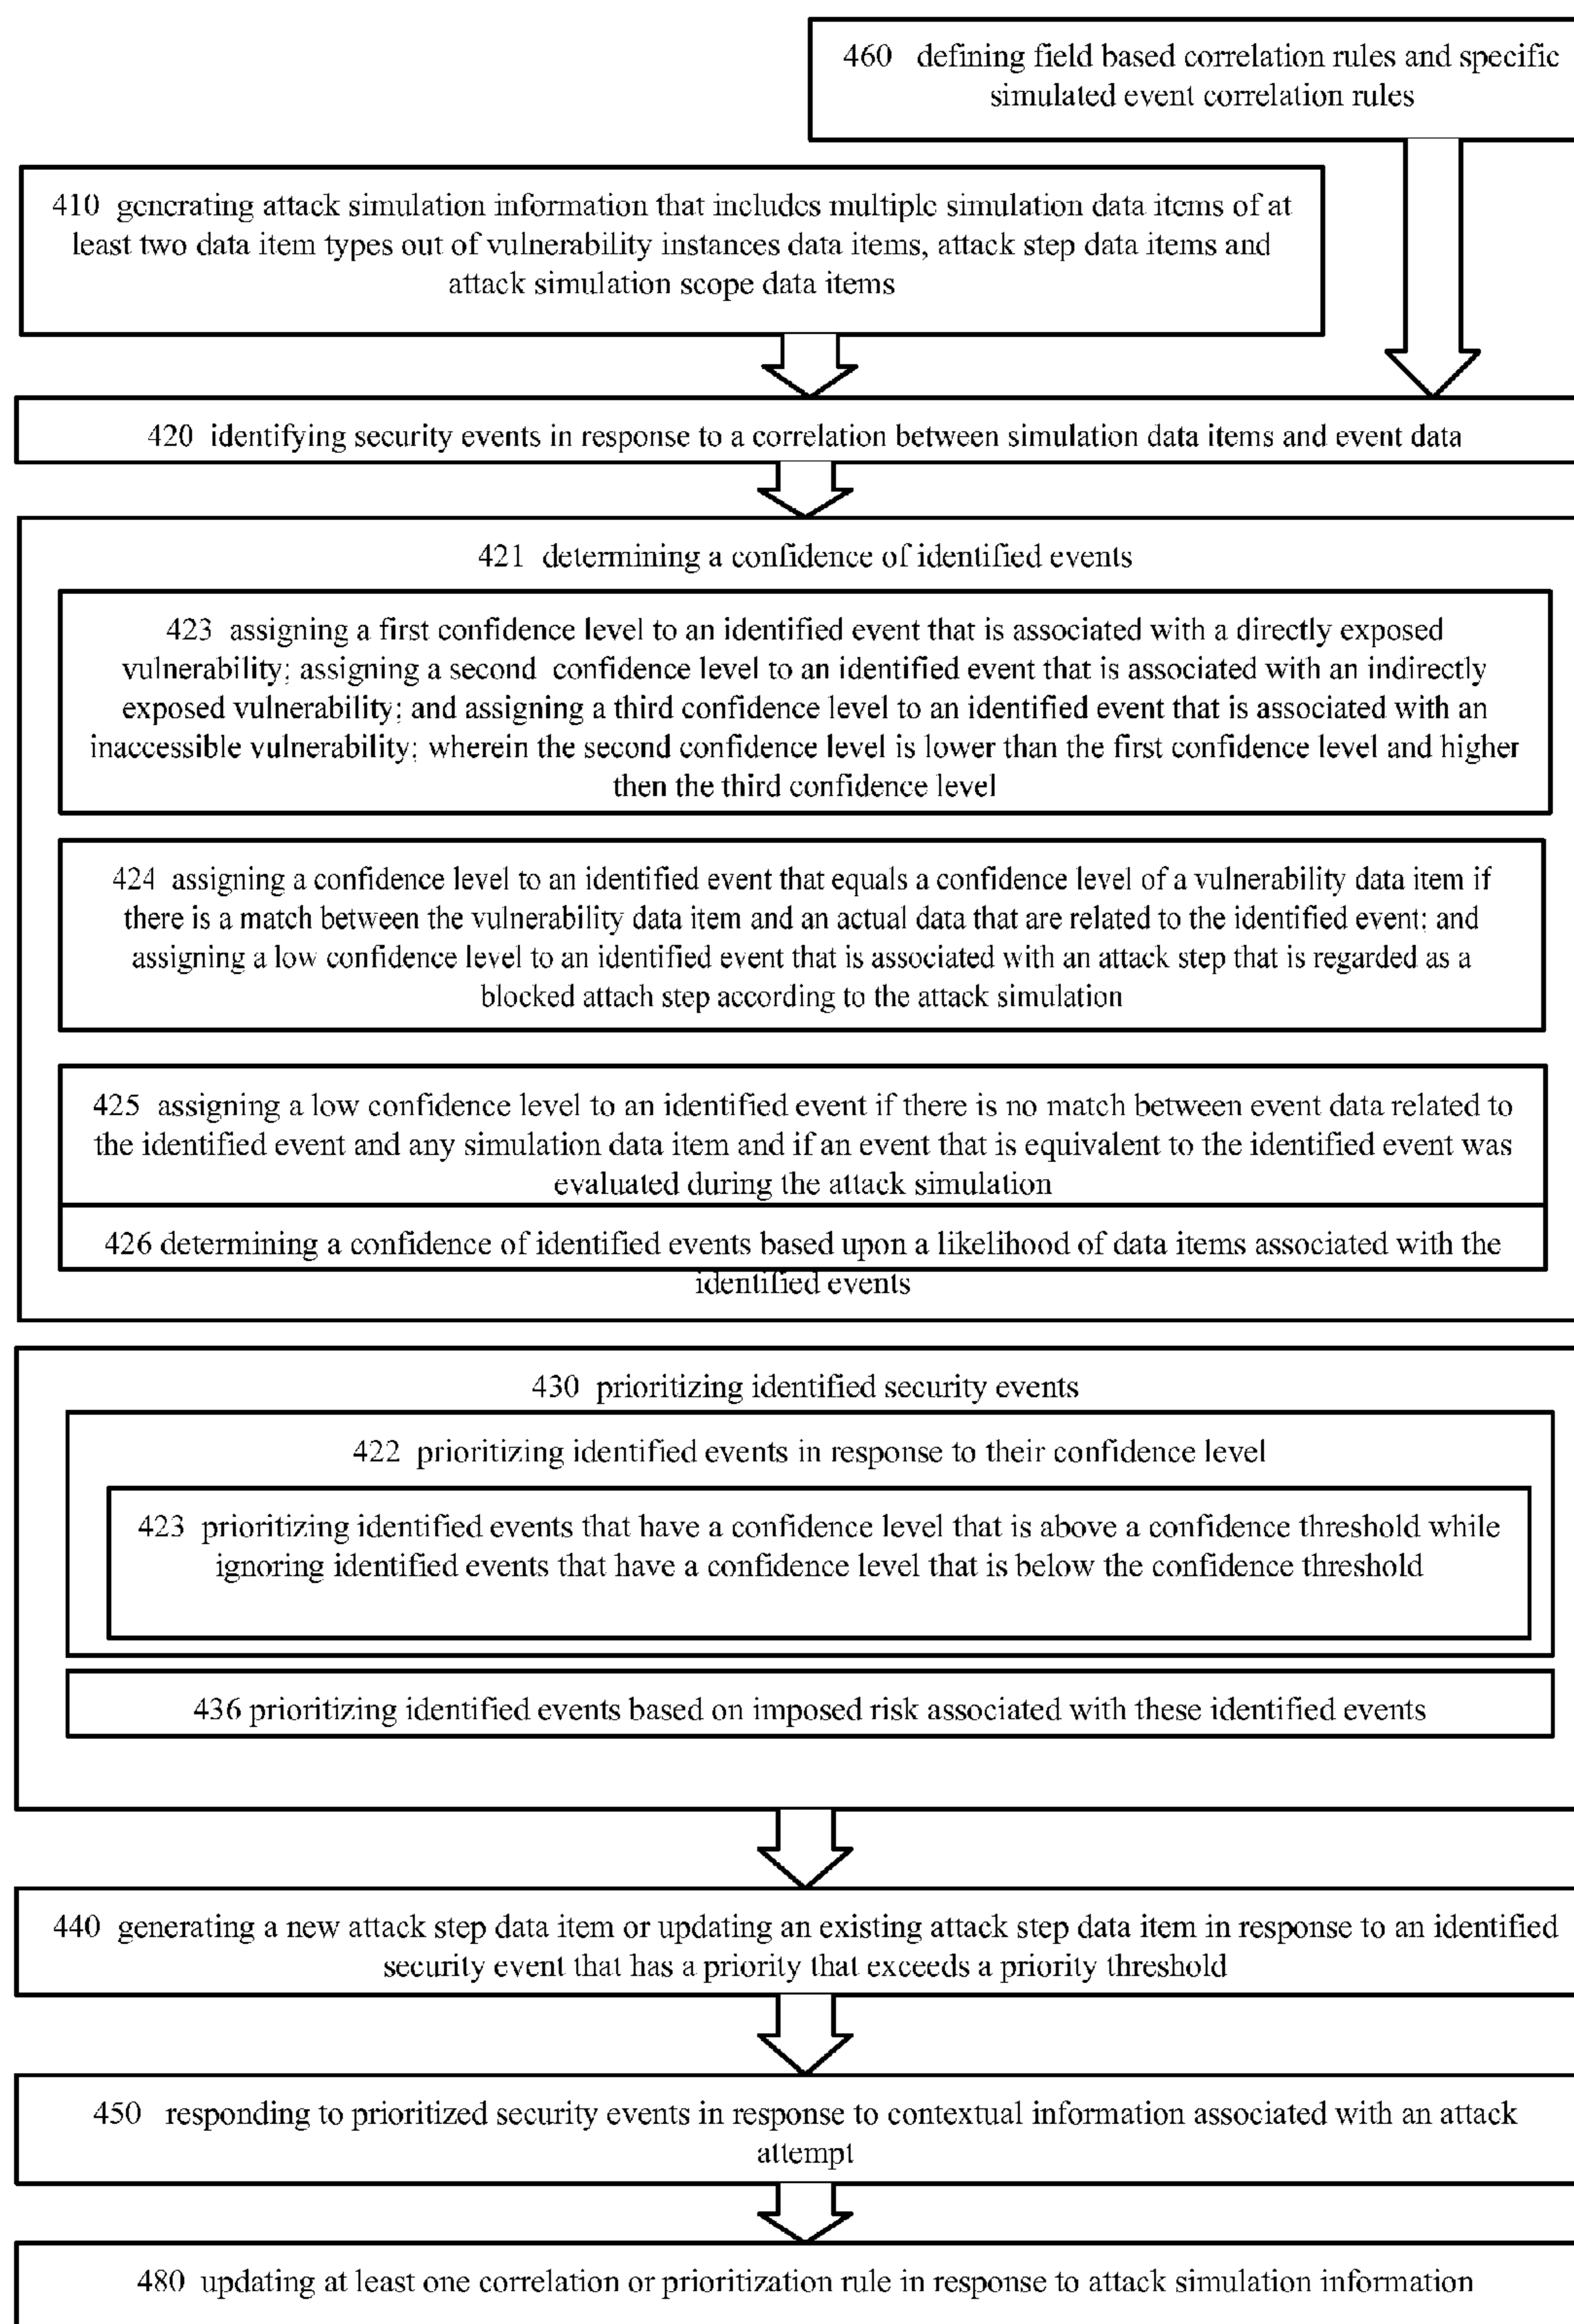 460 defining field based correlation rules and specific
simulated event correlation rules
410 generating attack simulation information that includes multiple simulation data items of at
least two data item types out of vulnerability instances data items, attack step data items and
attack simulation scope data items
420 identifying security events in response to a correlation between simulation data items and event data
421 determining a confidence of identified events
423 assigning a first confidence level to an identified event that is associated with a directly exposed
vulnerability; assigning a second confidence level to an identified event that is associated with an indirectly
exposed vulnerability; and assigning a third confidence level to an identified event that is associated with an
inaccessible vulnerability; wherein the second confidence level is lower than the first confidence level and higher
then the third confidence level
424 assigning a confidence level to an identified event that equals a confidence level of a vulnerability data item if
there is a match between the vulnerability data item and an actual data that are related to the identified event; and
assigning a low confidence level to an identified event that is associated with an attack step that is regarded as a
blocked attach step according to the attack simulation
425 assigning a low confidence level to an identified event if there is no match between event data related to
the identified event and any simulation data item and if an event that is equivalent to the identified event was
evaluated during the attack simulation
426 determining a confidence of identified events based upon a likelihood of data items associated with the
identified events
430 prioritizing identified security events
422 prioritizing identified events in response to their confidence level
423 prioritizing identified events that have a confidence level that is above a confidence threshold while
ignoring identified events that have a confidence level that is below the confidence threshold
436 prioritizing identified events based on imposed risk associated with these identified events
440 generating a new attack step data item or updating an existing attack step data item in response to an identified
security event that has a priority that exceeds a priority threshold
450 responding to prioritized security events in response to contextual information associated with an attack
attempt
480 updating at least one correlation or prioritization rule in response to attack simulation information